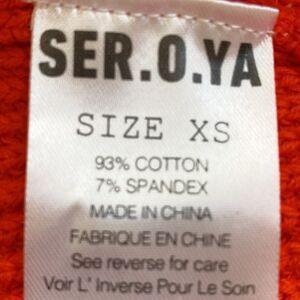 SER.O.YA
SIZE XS
93% COTTON
7% SPANDEX
MADE IN CHINA
FABRIQUE EN CHINE
See reverse for care
Voir L' Inverse Pour Le Soin